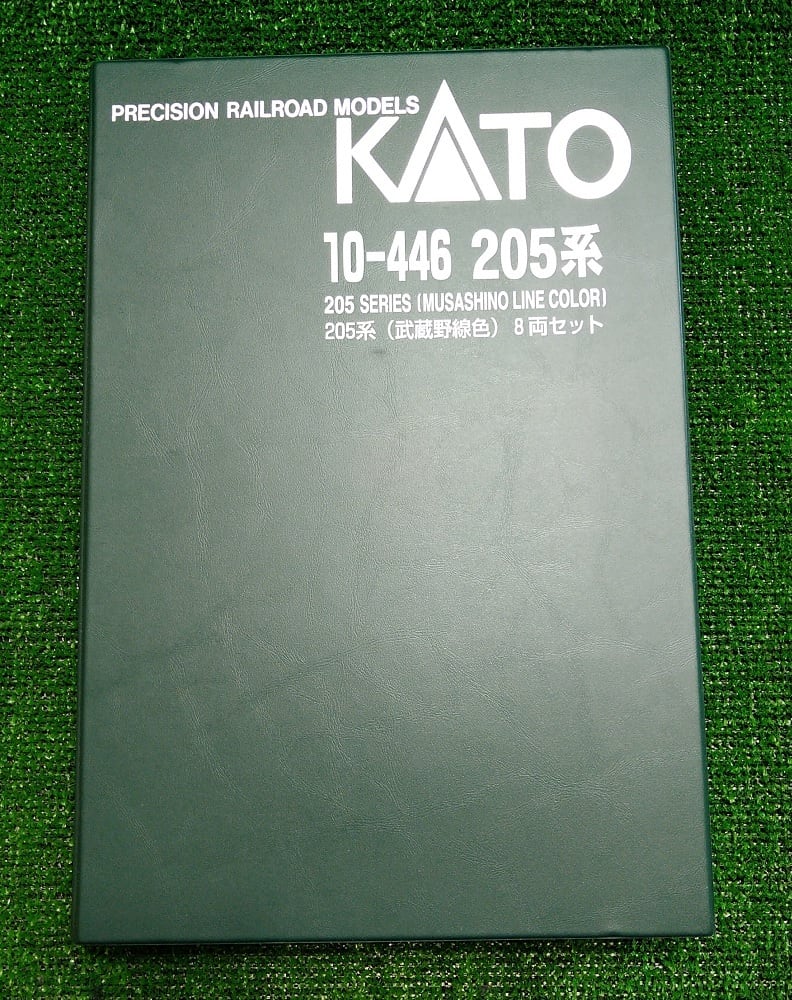 PRECISION RAILROAD MODELS
KATO
10-446 205系
205 SERIES (MUSASHINO LINE COLOR)
205系（武蔵野線色）8両セット